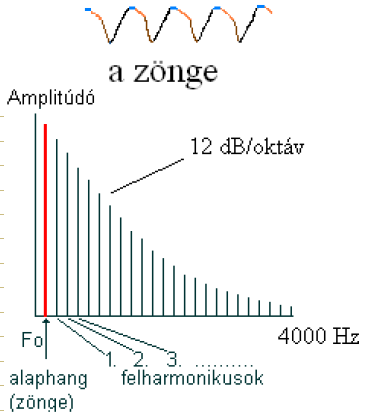 a zönge
Amplitúdó
12 dB/oktáv
Fo
4000 Hz
1. 2. 3. ..........
alaphang felharmonikusok
(zönge)